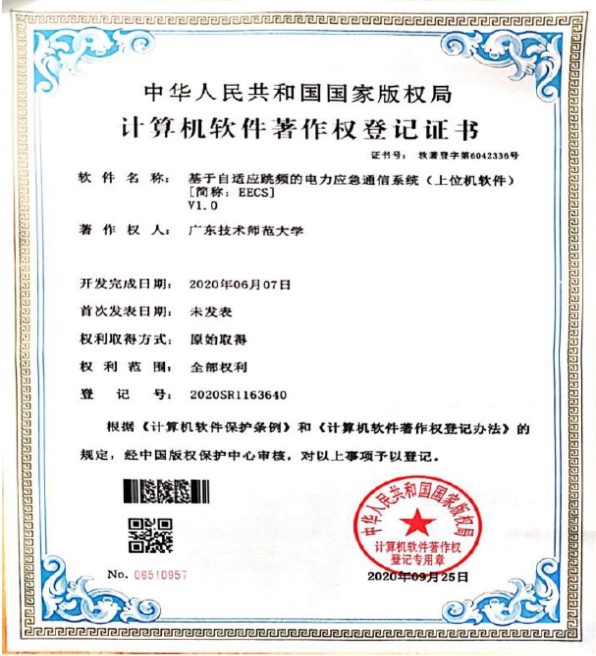 中华人民共和国国家版权局
计算机软件著作权登记证书
证书号： 软著登字第6042336号
软件名称： 基于自适应跳频的电力应急通信系统（上位机软件）
[简称：EECS]
V1.0
著作权人： 广东技术师范大学
开发完成日期： 2020年06月07日
首次发表日期： 未发表
权利取得方式： 原始取得
权利范围： 全部权利
登记号： 2020SR1163640
根据《计算机软件保护条例》和《计算机软件著作权登记办法》的
规定，经中国版权保护中心审核，对以上事项予以登记。
中华人民共和国国家版权局
计算机软件著作权
登记专用章
No. 06510957
2020年09月25日